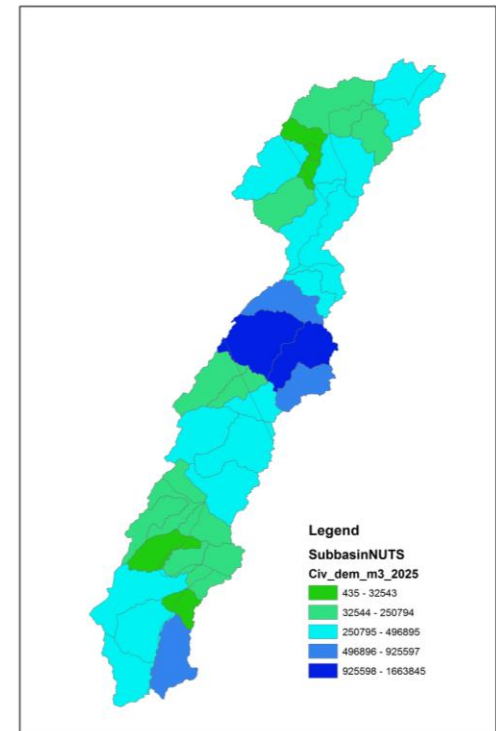 Legend
SubbasinNUTS
Civ_dem_m3_2025
435 - 32543
32544 - 250794
250795 - 496895
496896 - 925597
925598 - 1663845